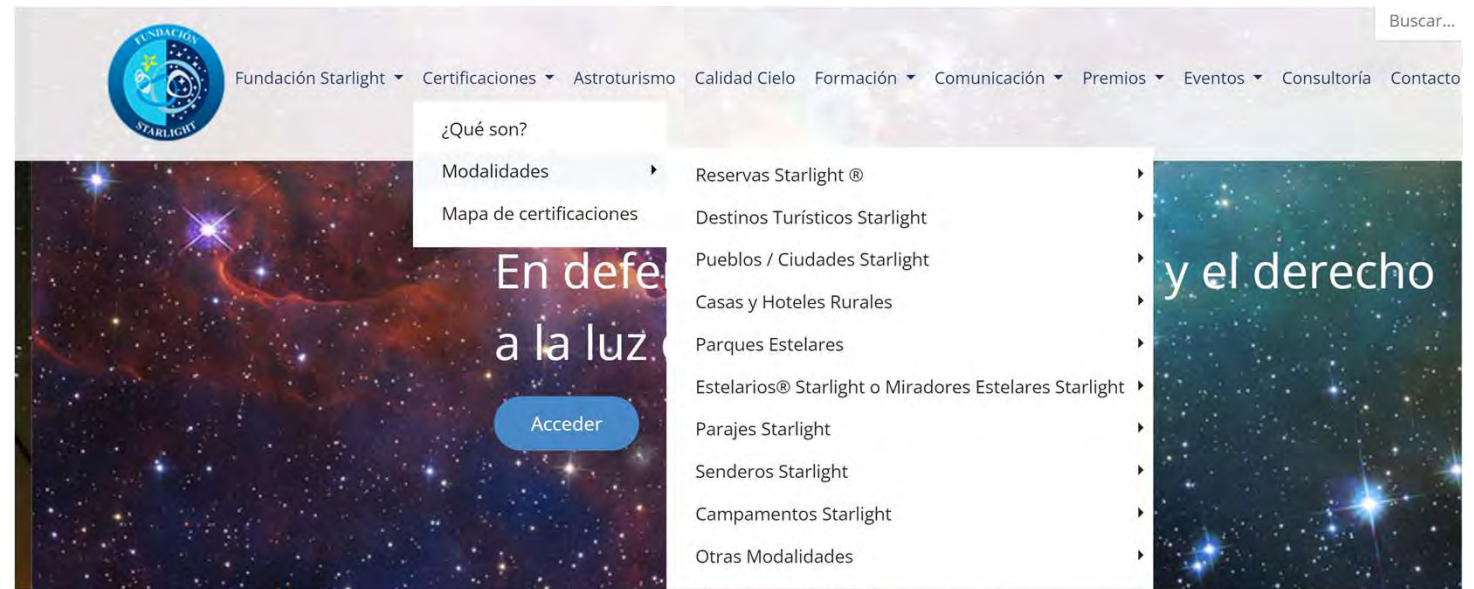 Buscar...
FUNDACIÓN
STARLIGHT
Fundación Starlight Certificaciones Astroturismo Calidad Cielo Formación Comunicación Premios Eventos Consultoría Contacto
¿Qué son?
Modalidades
Mapa de certificaciones
Reservas Starlight ®
Destinos Turísticos Starlight
Pueblos / Ciudades Starlight
Casas y Hoteles Rurales
Parques Estelares
Estelarios® Starlight o Miradores Estelares Starlight
Parajes Starlight
Senderos Starlight
Campamentos Starlight
Otras Modalidades
En y el derecho
a la luz
Acceder